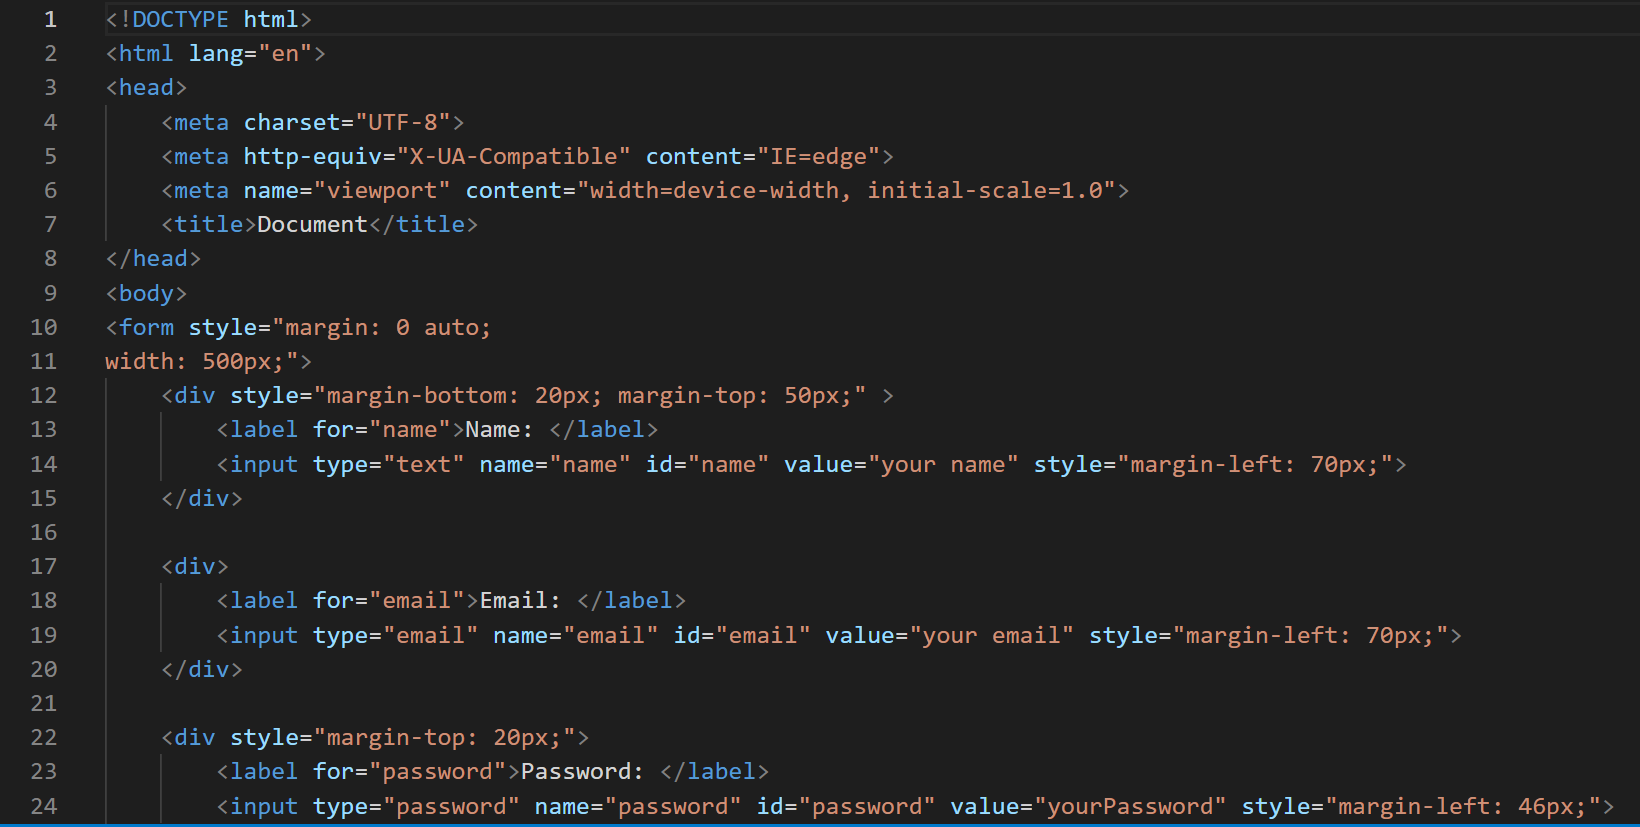 1 <!DOCTYPE html>
2 <html lang="en">
3 <head>
4     <meta charset="UTF-8">
5     <meta http-equiv="X-UA-Compatible" content="IE=edge">
6     <meta name="viewport" content="width=device-width, initial-scale=1.0">
7     <title>Document</title>
8 </head>
9 <body>
10 <form style="margin: 0 auto;
11 width: 500px;">
12     <div style="margin-bottom: 20px; margin-top: 50px;" >
13         <label for="name">Name: </label>
14         <input type="text" name="name" id="name" value="your name" style="margin-left: 70px;">
15     </div>
16
17     <div>
18         <label for="email">Email: </label>
19         <input type="email" name="email" id="email" value="your email" style="margin-left: 70px;">
20     </div>
21
22     <div style="margin-top: 20px;">
23         <label for="password">Password: </label>
24         <input type="password" name="password" id="password" value="yourPassword" style="margin-left: 46px;">